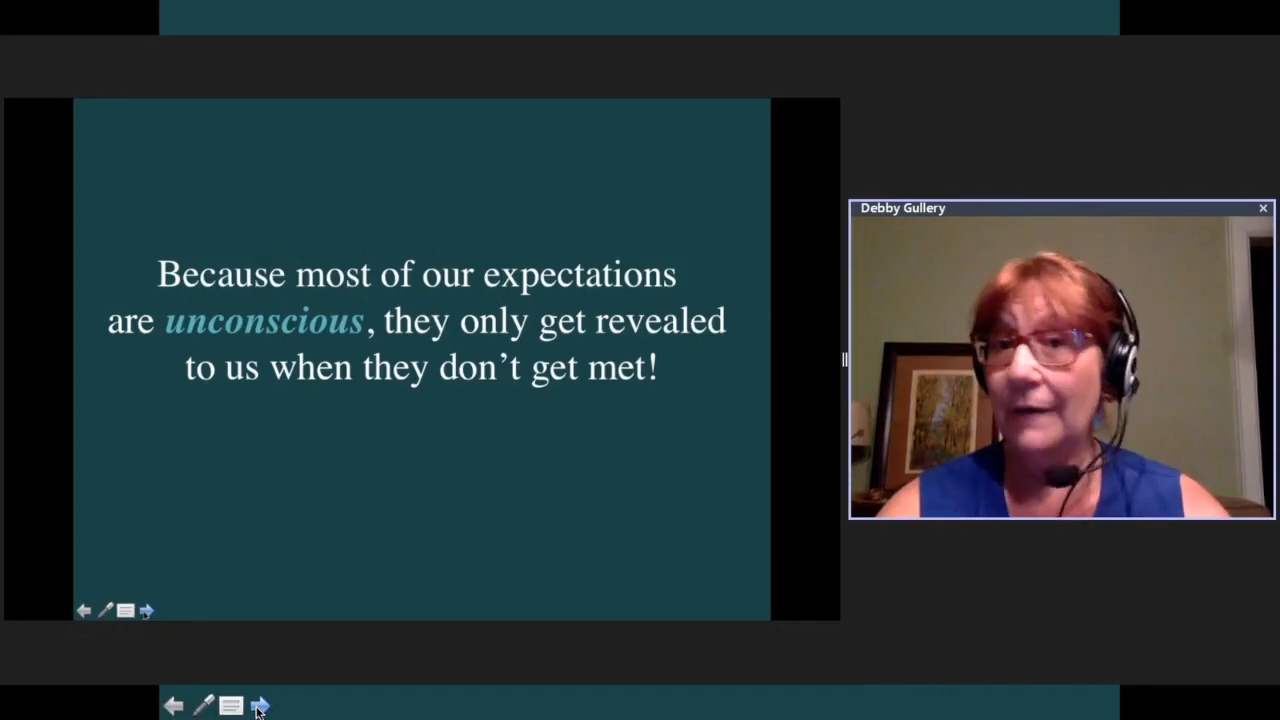 Because most of our expectations
are unconscious, they only get revealed
to us when they don't get met!
Debby Gullery